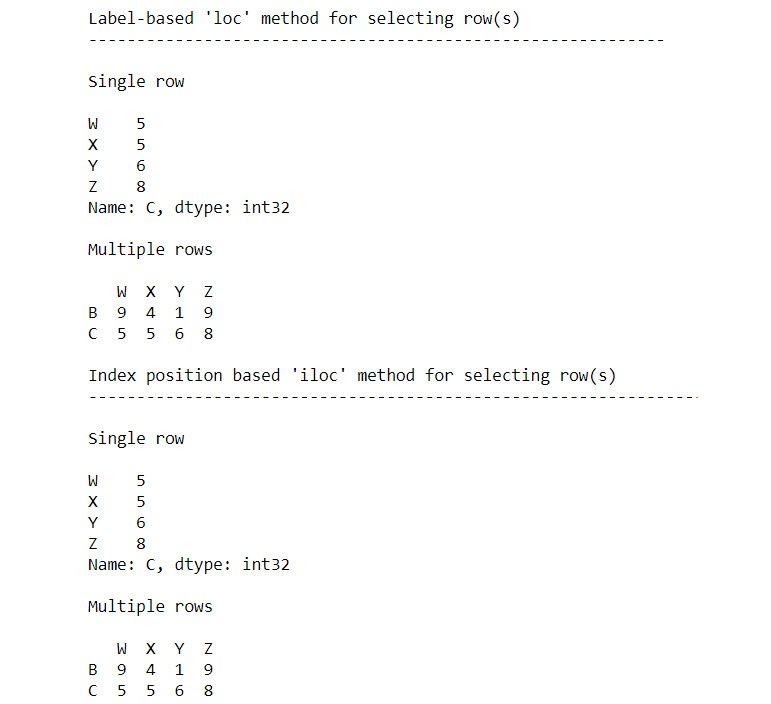 Label-based 'loc' method for selecting row(s)
------------------------------------------------------------
Single row
W    5
X    5
Y    6
Z    8
Name: C, dtype: int32
Multiple rows
   W  X  Y  Z
B  9  4  1  9
C  5  5  6  8
Index position based 'iloc' method for selecting row(s)
----------------------------------------------------------------
Single row
W    5
X    5
Y    6
Z    8
Name: C, dtype: int32
Multiple rows
   W  X  Y  Z
B  9  4  1  9
C  5  5  6  8